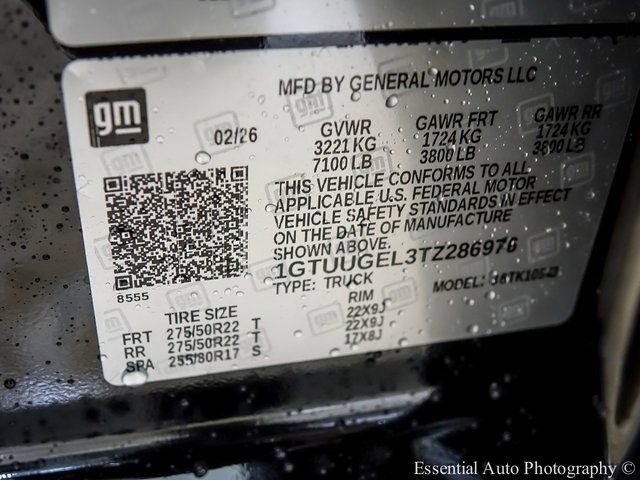 MFD BY GENERAL MOTORS LLC
gm
02/26
GVWR GAWR FRT GAWR RR
3221 KG 1724 KG 1724 KG
7100 LB 3800 LB 3800 LB
THIS VEHICLE CONFORMS TO ALL
APPLICABLE U.S. FEDERAL MOTOR
VEHICLE SAFETY STANDARDS IN EFFECT
ON THE DATE OF MANUFACTURE
SHOWN ABOVE.
1GTUUGEL3TZ286976
TYPE: TRUCK MODEL:
8555
TIRE SIZE RIM
FRT 275/50R22 T 22X9J
RR 275/50R22 T 22X9J
SPA 255/80R17 S 17X8J
Essential Auto Photography ©